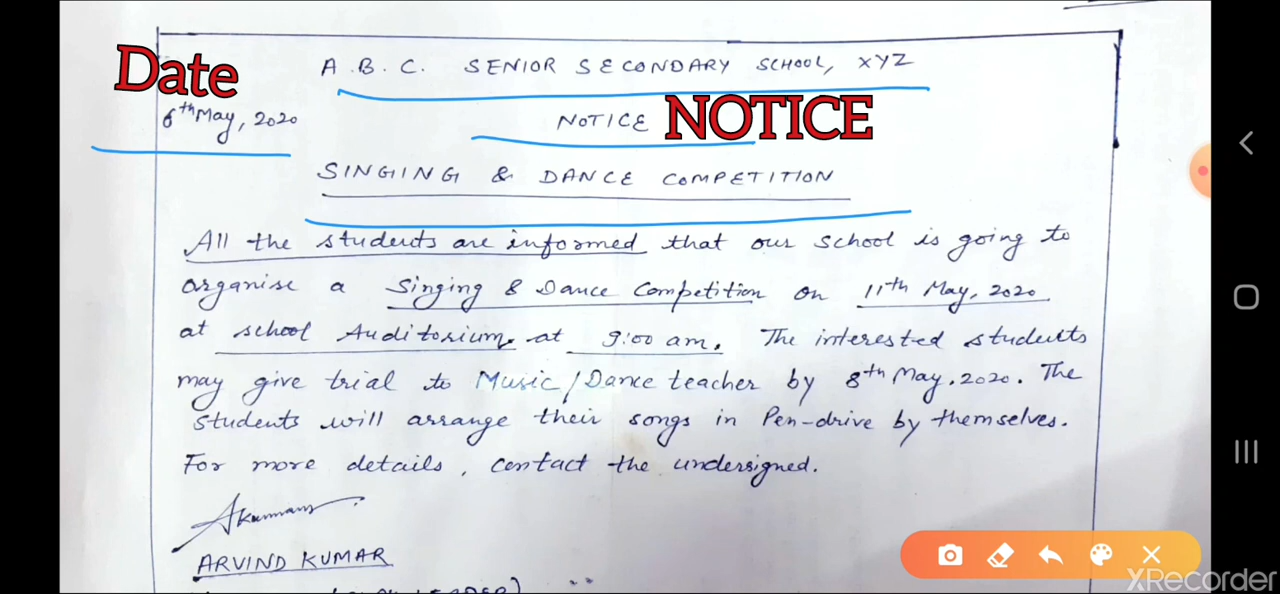 Date
A.B.C. SENIOR SECONDARY SCHOOL, XYZ
6th May, 2020
NOTICE NOTICE
SINGING & DANCE COMPETITION
All the students are informed that our school is going to
organise a Singing & Dance Competition on 11th May, 2020
at school Auditorium. at 9:00 am. The interested students
may give trial to Music/Dance teacher by 8th May. 2020. The
students will arrange their songs in Pen-drive by themselves.
For more details, contact the undersigned.
ARVIND KUMAR
XRecorder